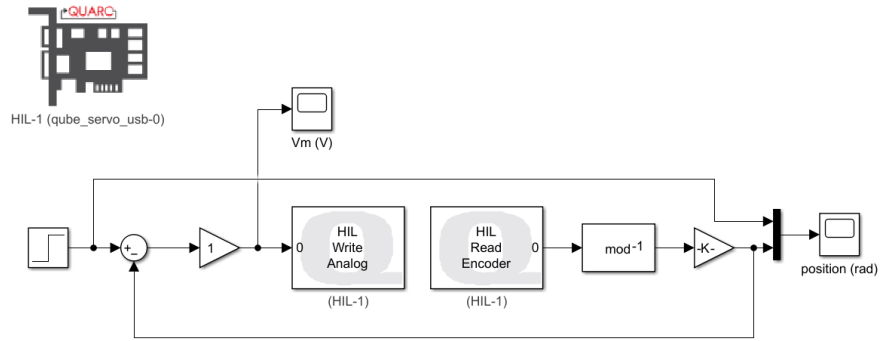 QUARC
HIL-1 (qube_servo_usb-0)
Vm (V)
+
−
1
0
HIL
Write
Analog
(HIL-1)
HIL
Read
Encoder
0
(HIL-1)
mod-1
-K-
position (rad)